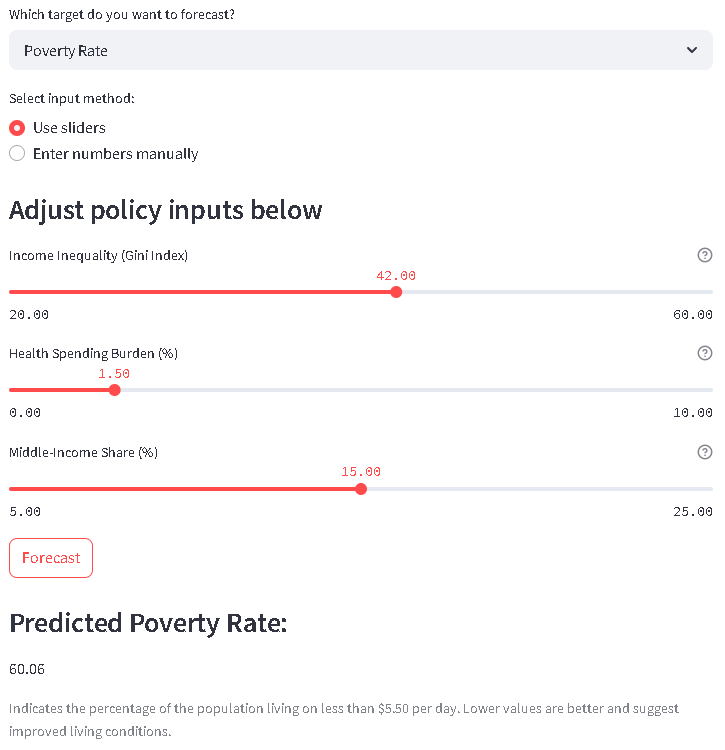 Which target do you want to forecast?
Poverty Rate
Select input method:
Use sliders
Enter numbers manually
Adjust policy inputs below
Income Inequality (Gini Index)
42.00
20.00 60.00
Health Spending Burden (%)
1.50
0.00 10.00
Middle-Income Share (%)
15.00
5.00 25.00
Forecast
Predicted Poverty Rate:
60.06
Indicates the percentage of the population living on less than $5.50 per day. Lower values are better and suggest
improved living conditions.